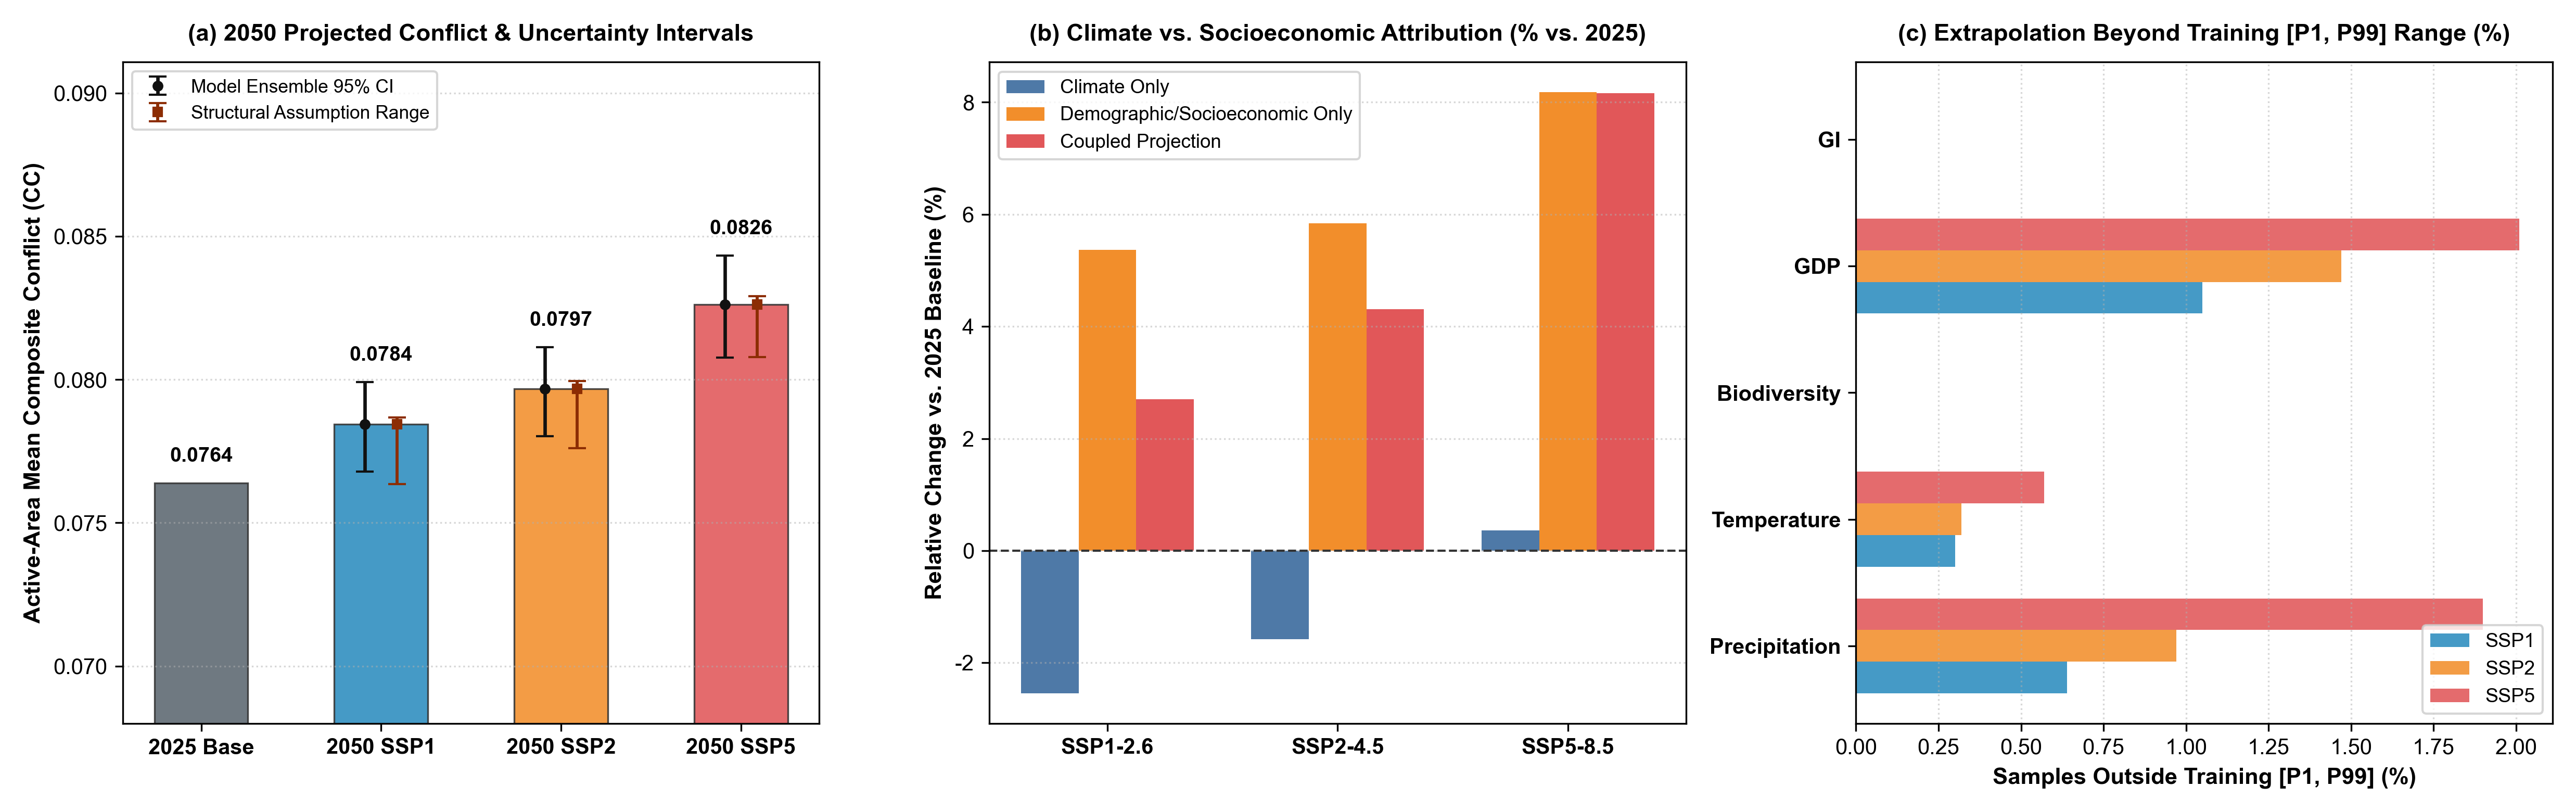 (a) 2050 Projected Conflict & Uncertainty Intervals
Active-Area Mean Composite Conflict (CC)
0.090
0.085
0.080
0.075
0.070
Model Ensemble 95% CI
Structural Assumption Range
0.0764
0.0784
0.0797
0.0826
2025 Base
2050 SSP1
2050 SSP2
2050 SSP5
(b) Climate vs. Socioeconomic Attribution (% vs. 2025)
Relative Change vs. 2025 Baseline (%)
8
6
4
2
0
-2
Climate Only
Demographic/Socioeconomic Only
Coupled Projection
SSP1-2.6
SSP2-4.5
SSP5-8.5
(c) Extrapolation Beyond Training [P1, P99] Range (%)
GI
GDP
Biodiversity
Temperature
Precipitation
SSP1
SSP2
SSP5
0.00
0.25
0.50
0.75
1.00
1.25
1.50
1.75
2.00
Samples Outside Training [P1, P99] (%)